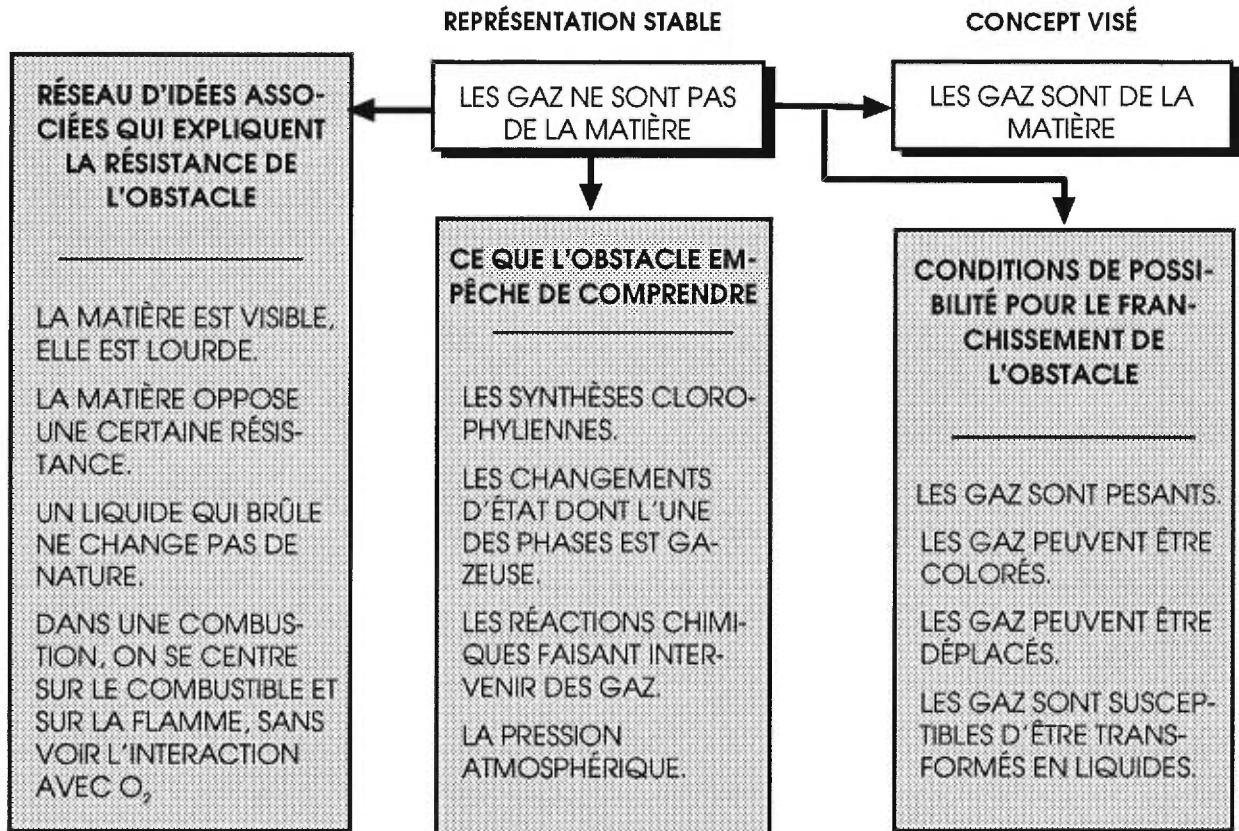 REPRÉSENTATION STABLE
CONCEPT VISÉ
LES GAZ NE SONT PAS
DE LA MATIÈRE
LES GAZ SONT DE LA
MATIÈRE
RÉSEAU D'IDÉES ASSO-
CIÉES QUI EXPLIQUENT
LA RÉSISTANCE DE
L'OBSTACLE
LA MATIÈRE EST VISIBLE,
ELLE EST LOURDE.
LA MATIÈRE OPPOSE
UNE CERTAINE RÉSIS-
TANCE.
UN LIQUIDE QUI BRÛLE
NE CHANGE PAS DE
NATURE.
DANS UNE COMBUS-
TION, ON SE CENTRE
SUR LE COMBUSTIBLE ET
SUR LA FLAMME, SANS
VOIR L'INTERACTION
AVEC O₂
CE QUE L'OBSTACLE EM-
PÊCHE DE COMPRENDRE
LES SYNTHÈSES CLORO-
PHYLIENNES.
LES CHANGEMENTS
D'ÉTAT DONT L'UNE
DES PHASES EST GA-
ZEUSE.
LES RÉACTIONS CHIMI-
QUES FAISANT INTER-
VENIR DES GAZ.
LA PRESSION
ATMOSPHÉRIQUE.
CONDITIONS DE POSSI-
BILITÉ POUR LE FRAN-
CHISSEMENT DE
L'OBSTACLE
LES GAZ SONT PESANTS.
LES GAZ PEUVENT ÊTRE
COLORÉS.
LES GAZ PEUVENT ÊTRE
DÉPLACÉS.
LES GAZ SONT SUSCEP-
TIBLES D'ÊTRE TRANS-
FORMÉS EN LIQUIDES.